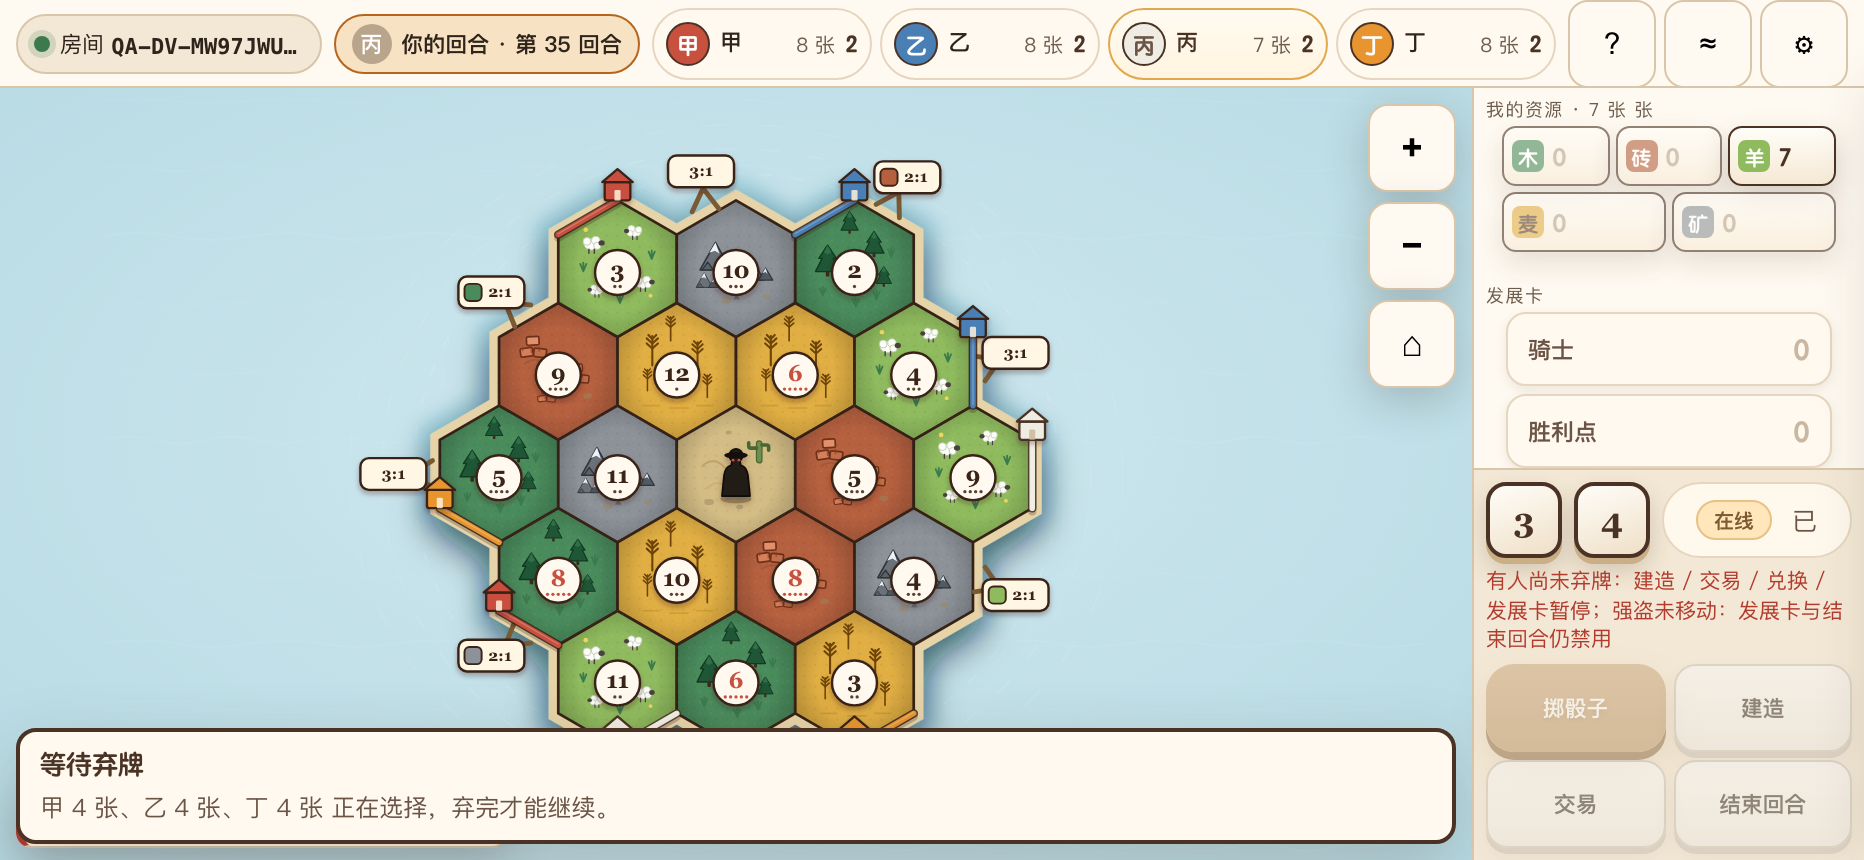 房间 QA-DV-MW97JWU…
丙 你的回合 · 第 35 回合
甲 甲 8 张 2
乙 乙 8 张 2
丙 丙 7 张 2
丁 丁 8 张 2
?
≈
⚙
+
−
⌂
3:1
2:1
3
10
2
2:1
3:1
9
12
6
4
3:1
5
11
5
9
8
10
8
4
2:1
2:1
11
6
3
等待弃牌
甲 4 张、乙 4 张、丁 4 张 正在选择，弃完才能继续。
我的资源 · 7 张 张
木 0
砖 0
羊 7
麦 0
矿 0
发展卡
骑士 0
胜利点 0
3
4
在线
已
有人尚未弃牌：建造 / 交易 / 兑换 /
发展卡暂停；强盗未移动：发展卡与结
束回合仍禁用
掷骰子
建造
交易
结束回合